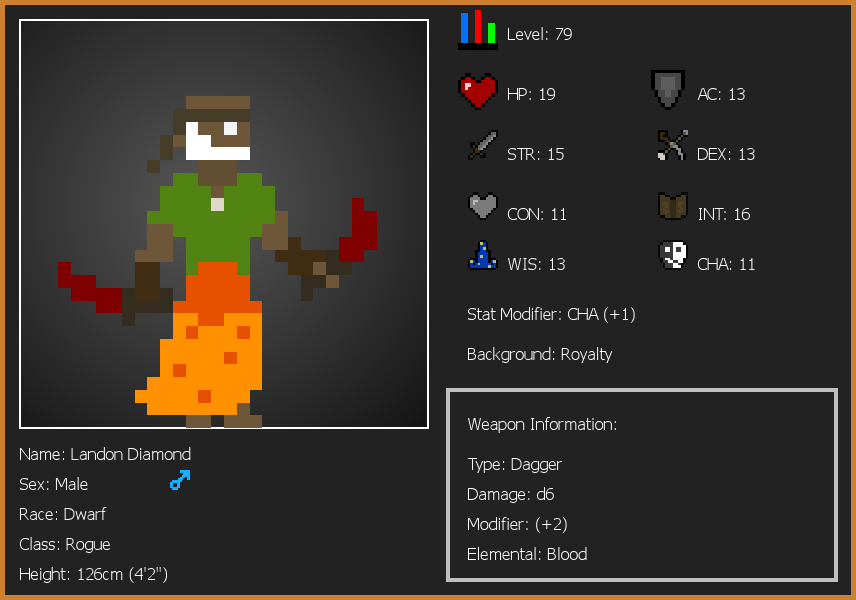 Level: 79
HP: 19
AC: 13
STR: 15
DEX: 13
CON: 11
INT: 16
WIS: 13
CHA: 11
Stat Modifier: CHA (+1)
Background: Royalty
Weapon Information:
Type: Dagger
Damage: d6
Modifier: (+2)
Elemental: Blood
Name: Landon Diamond
Sex: Male
Race: Dwarf
Class: Rogue
Height: 126cm (4'2")